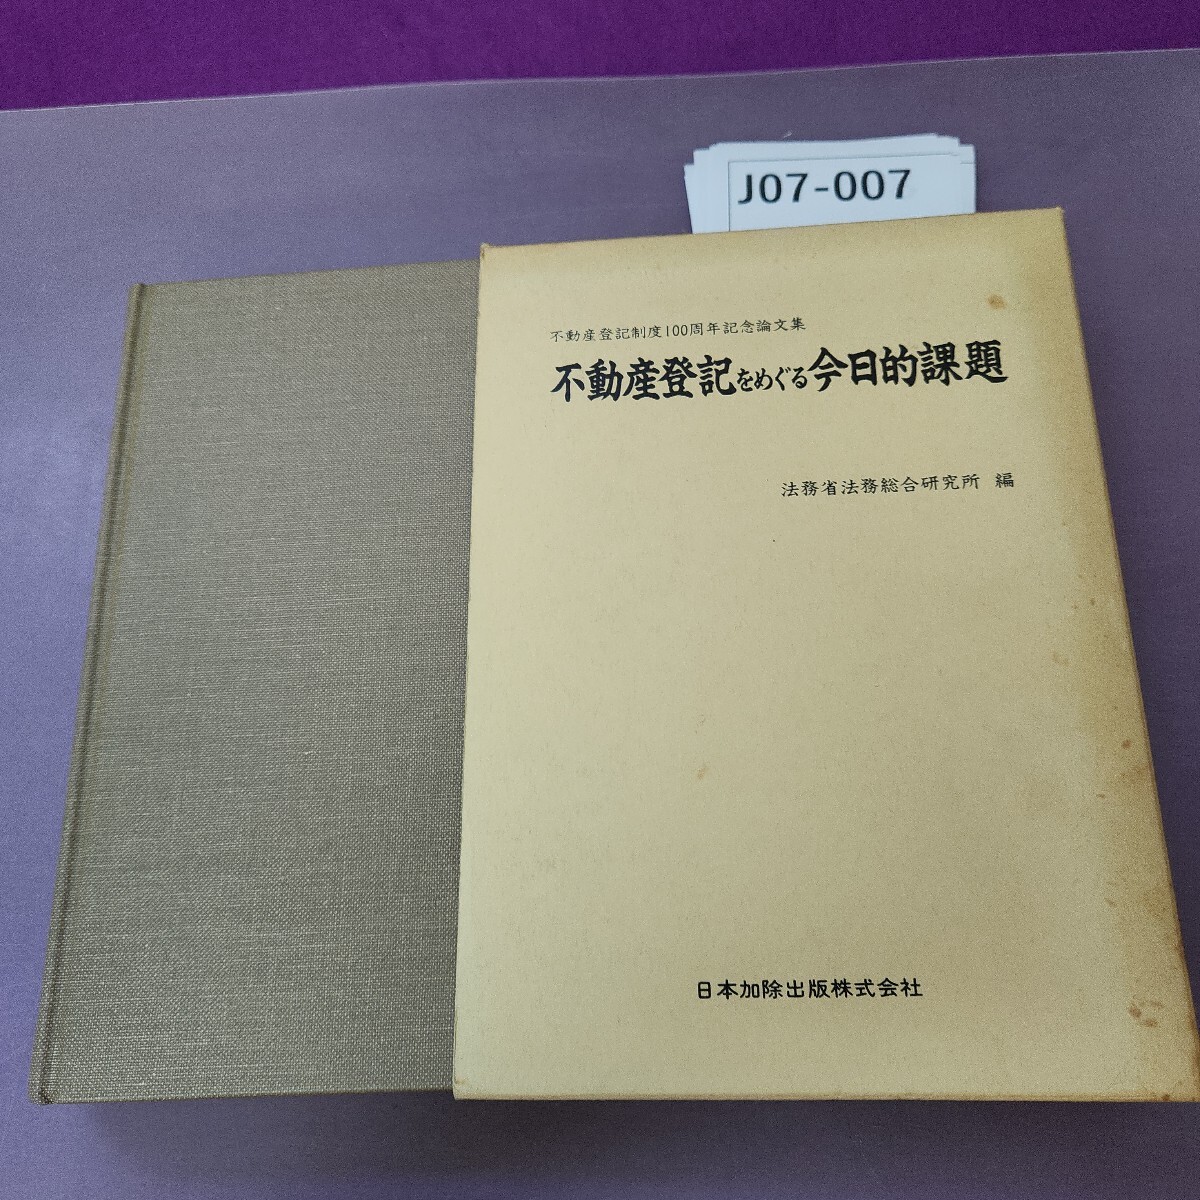 J07-007
不動産登記制度100周年記念論文集
不動産登記をめぐる今日的課題
法務省法務総合研究所 編
日本加除出版株式会社